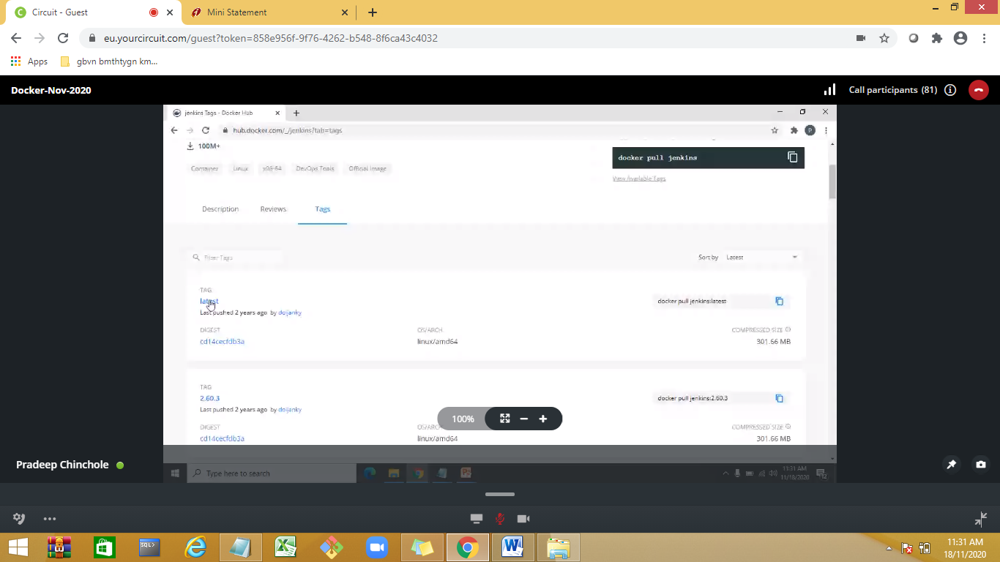 Circuit - Guest
Mini Statement
eu.yourcircuit.com/guest?token=858e956f-9f76-4262-b548-8f6ca43c4032
Apps
gbvn bmthtygn km...
Docker-Nov-2020
Call participants (81)
jenkins Tags - Docker Hub
hub.docker.com/_/jenkins?tab=tags
P
100M+
docker pull jenkins
Container Linux x86-64 DevOps Tools Official Image
View Available Tags
Description Reviews Tags
Filter Tags
Sort by Latest
TAG
latest
docker pull jenkins:latest
Last pushed 2 years ago by doijanky
DIGEST OS/ARCH COMPRESSED SIZE
cd14cecfdb3a linux/amd64 301.66 MB
TAG
2.60.3
docker pull jenkins:2.60.3
Last pushed 2 years ago by doijanky
100%
DIGEST OS/ARCH COMPRESSED SIZE
cd14cecfdb3a linux/amd64 301.66 MB
Pradeep Chinchole
Type here to search
11:31 AM
11/18/2020
SQL>
11:31 AM
18/11/2020